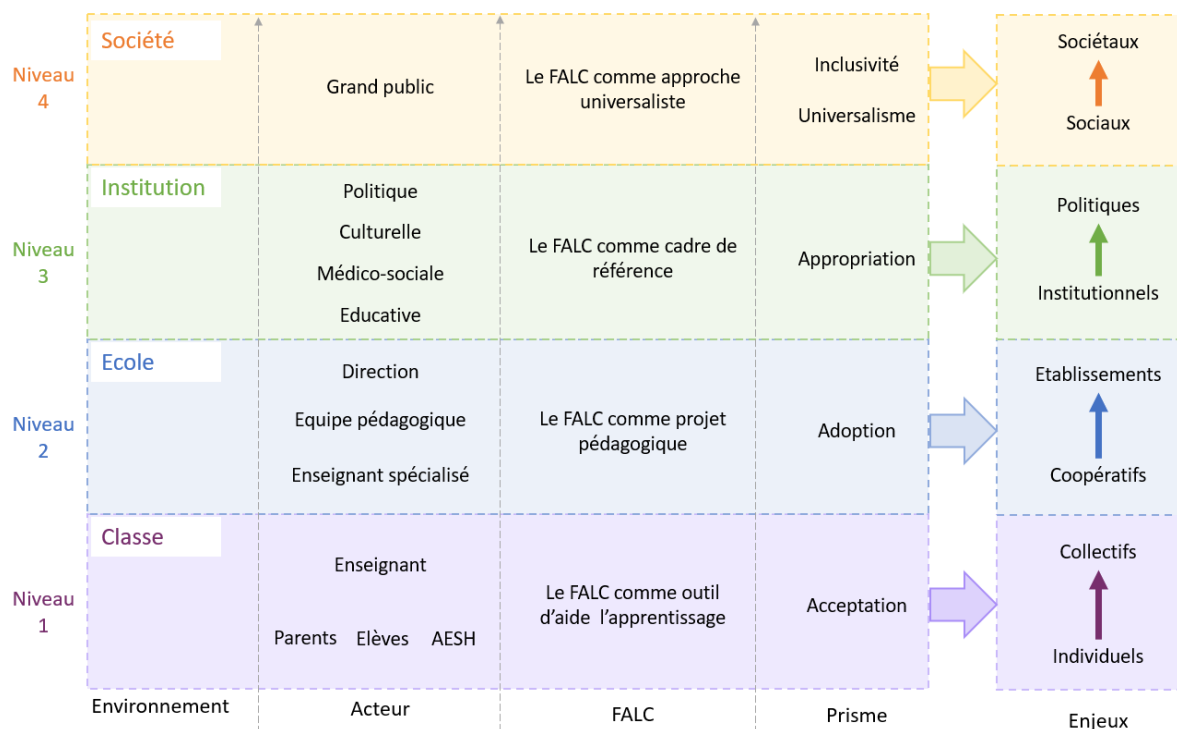 Société
Niveau
4
Grand public
Le FALC comme approche
universaliste
Inclusivité
Universalisme
Sociétaux
Sociaux
Institution
Niveau
3
Politique
Culturelle
Médico-sociale
Educative
Le FALC comme cadre de
référence
Appropriation
Politiques
Institutionnels
Ecole
Niveau
2
Direction
Equipe pédagogique
Enseignant spécialisé
Le FALC comme projet
pédagogique
Adoption
Etablissements
Coopératifs
Classe
Niveau
1
Enseignant
Parents Elèves AESH
Le FALC comme outil
d’aide l’apprentissage
Acceptation
Collectifs
Individuels
Environnement
Acteur
FALC
Prisme
Enjeux